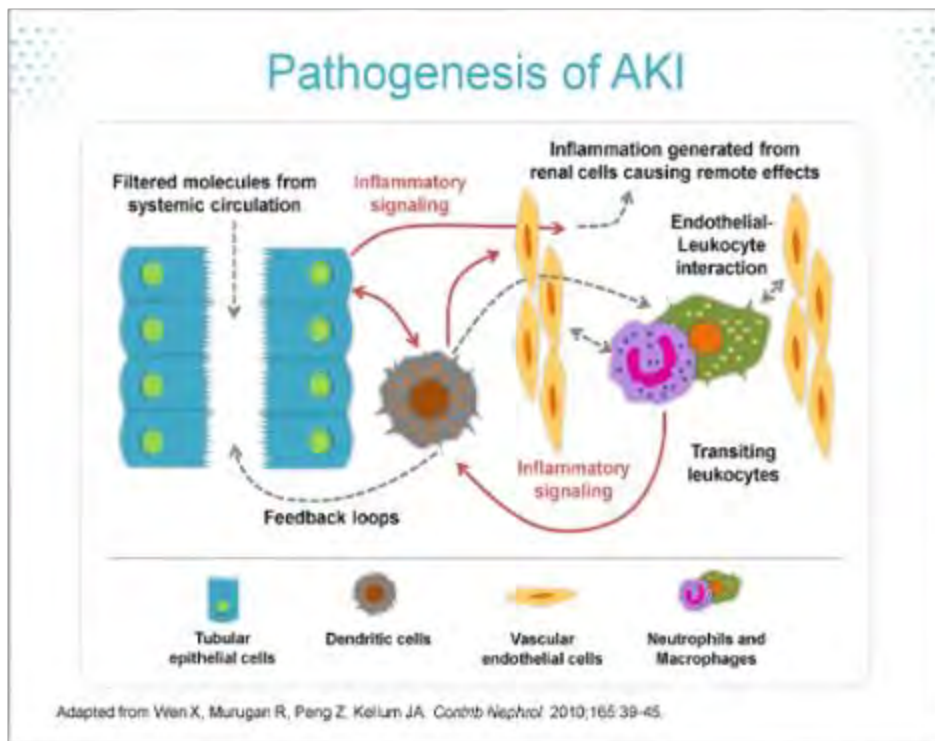 Pathogenesis of AKI
Filtered molecules from
systemic circulation
Inflammatory
signaling
Inflammation generated from
renal cells causing remote effects
Endothelial-
Leukocyte
interaction
Transiting
leukocytes
Inflammatory
signaling
Feedback loops
Tubular
epithelial cells
Dendritic cells
Vascular
endothelial cells
Neutrophils and
Macrophages
Adapted from Wen X, Murugan R, Peng Z, Kellum JA. Contrib Nephrol. 2010;165:39-45.